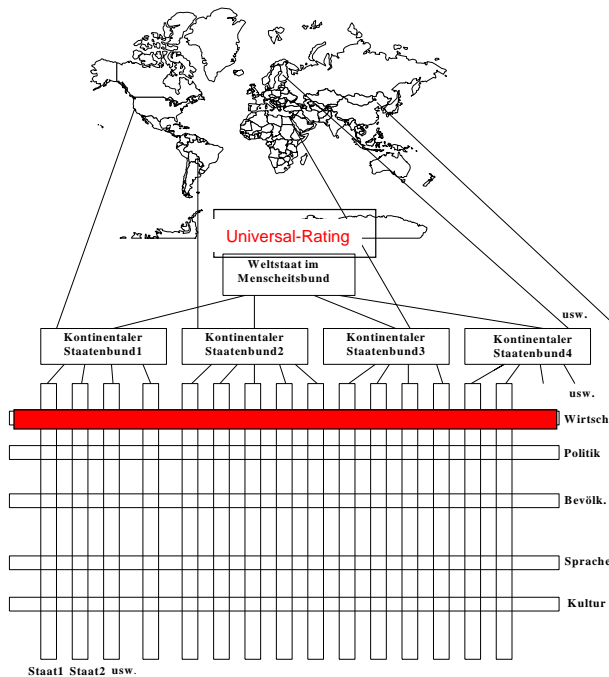 Universal-Rating
Weltstaat im
Menscheitsbund
usw.
Kontinentaler
Staatenbund1
Kontinentaler
Staatenbund2
Kontinentaler
Staatenbund3
Kontinentaler
Staatenbund4
usw.
Wirtsch
Politik
Bevölk.
Sprache
Kultur
Staat1 Staat2 usw.